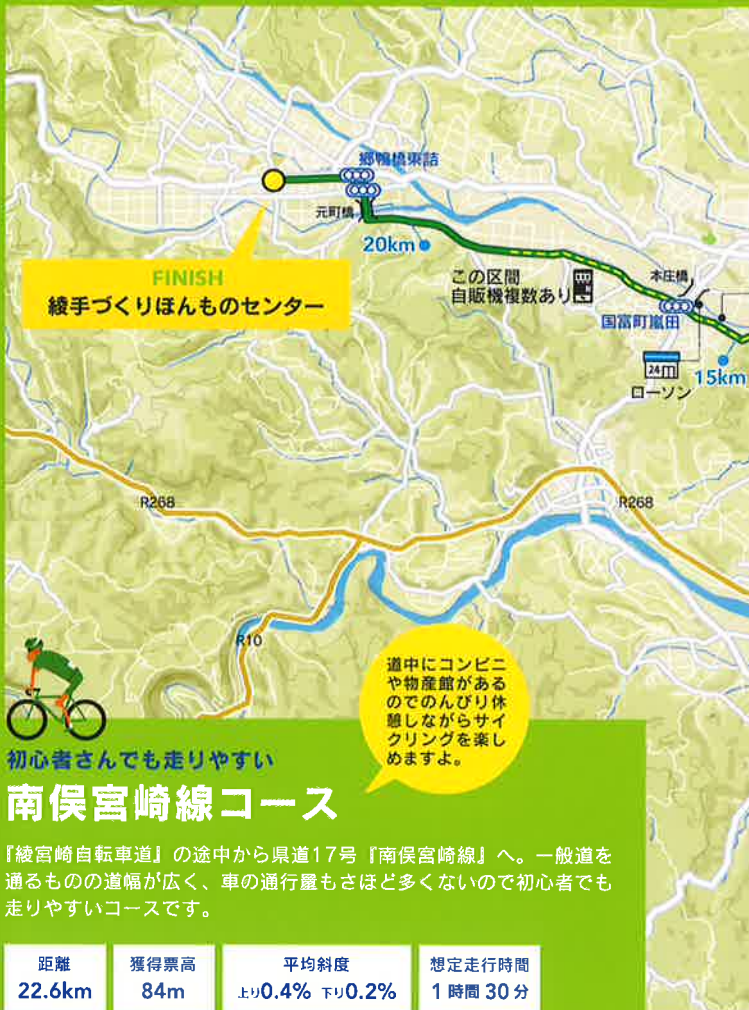 郷鴨橋東詰
元町橋
20km
FINISH
綾手づくりほんものセンター
この区間
自販機複数あり
本庄橋
国富町嵐田
24
ローソン
15km
R268
R268
R10
道中にコンビニ
や物産館がある
のでのんびり休
憩しながらサイ
クリングを楽し
めますよ。
初心者さんでも走りやすい
南俣宮崎線コース
『綾宮崎自転車道』の途中から県道17号『南俣宮崎線』へ。一般道を
通るものの道幅が広く、車の通行量もさほど多くないので初心者でも
走りやすいコースです。
距離
22.6km
獲得票高
84m
平均斜度
上り0.4% 下り0.2%
想定走行時間
1時間30分